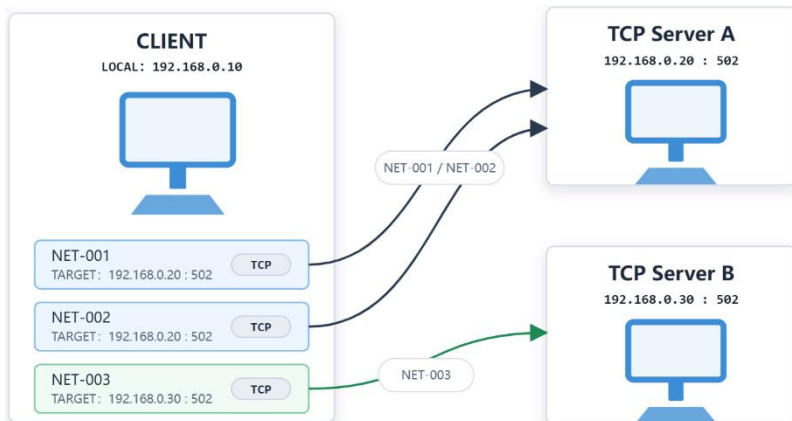 CLIENT
LOCAL: 192.168.0.10
NET-001
TARGET: 192.168.0.20 : 502
TCP
NET-002
TARGET: 192.168.0.20 : 502
TCP
NET-003
TARGET: 192.168.0.30 : 502
TCP
NET-001 / NET-002
NET-003
TCP Server A
192.168.0.20 : 502
TCP Server B
192.168.0.30 : 502